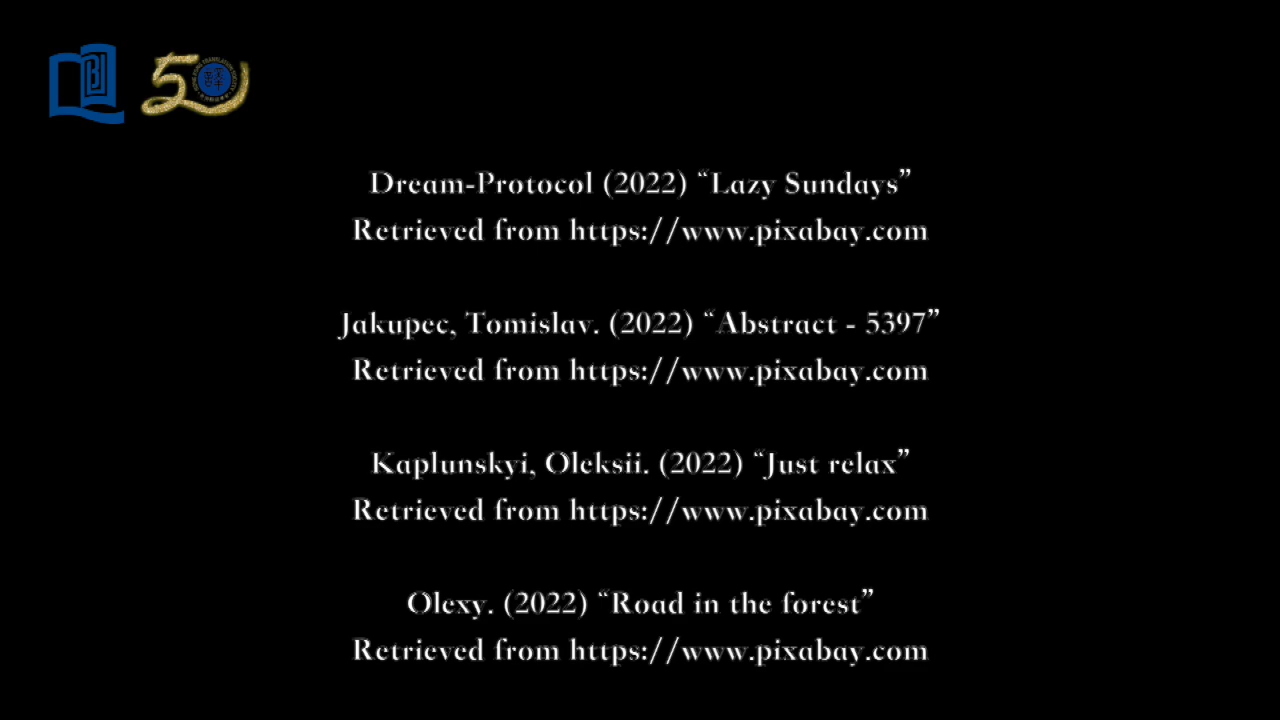 50
Dream-Protocol (2022) “Lazy Sundays”
Retrieved from https://www.pixabay.com
Jakupec, Tomislav. (2022) “Abstract - 5397”
Retrieved from https://www.pixabay.com
Kaplunskyi, Oleksii. (2022) “Just relax”
Retrieved from https://www.pixabay.com
Olexy. (2022) “Road in the forest”
Retrieved from https://www.pixabay.com